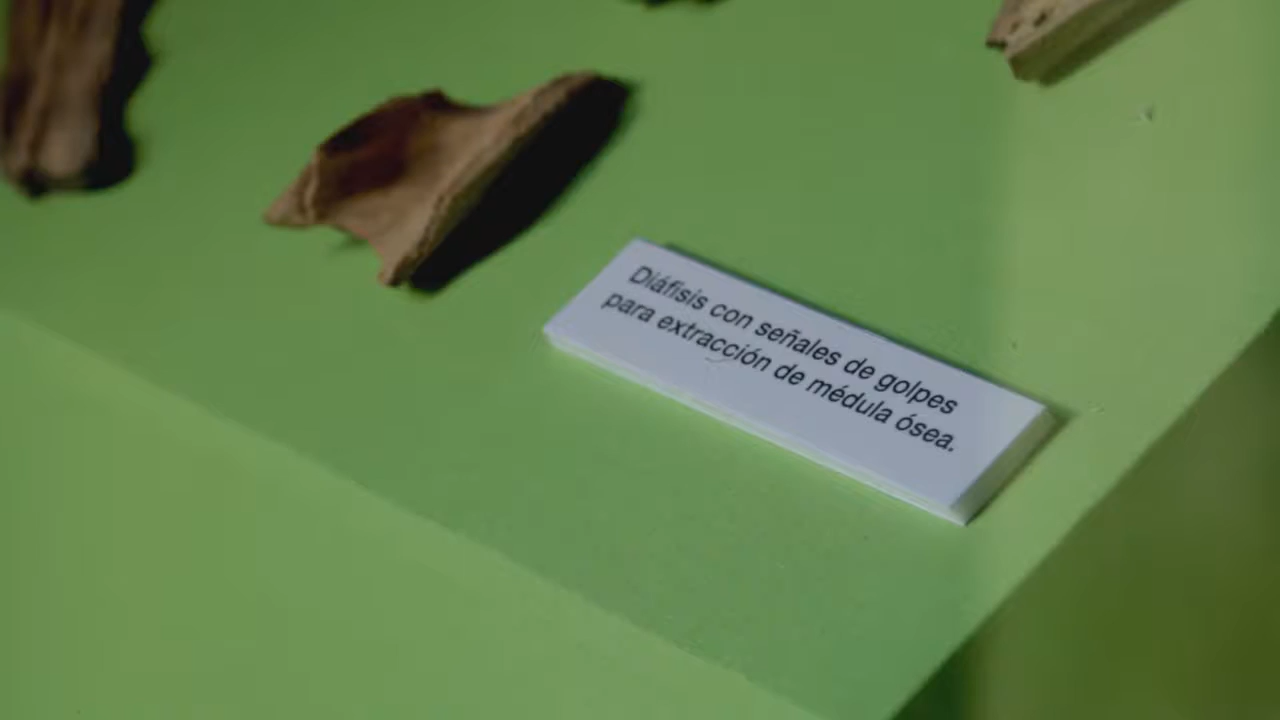 Diáfisis con señales de golpes
para extracción de médula ósea.